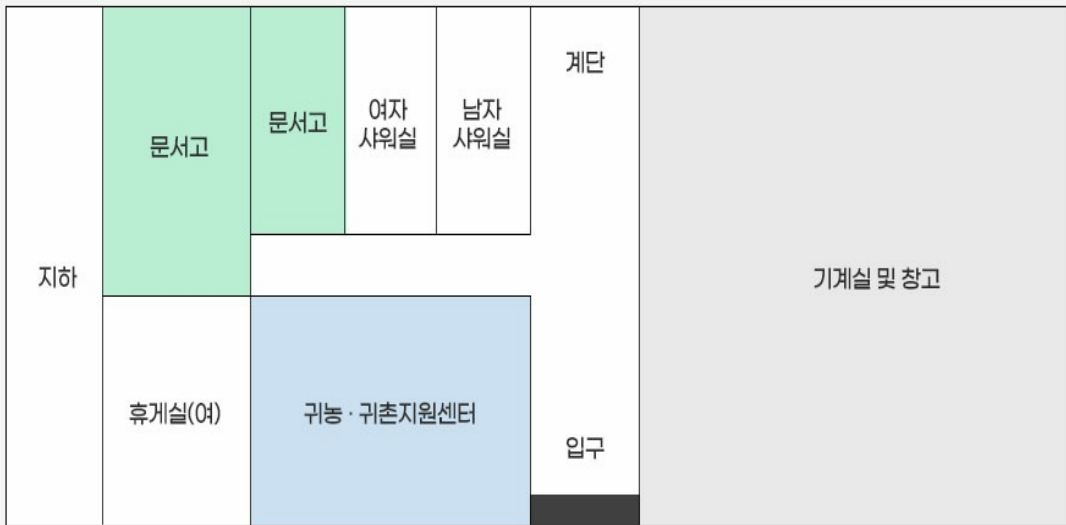 지하
문서고
문서고
여자
샤워실
남자
샤워실
계단
기계실 및 창고
휴게실(여)
귀농 · 귀촌지원센터
입구